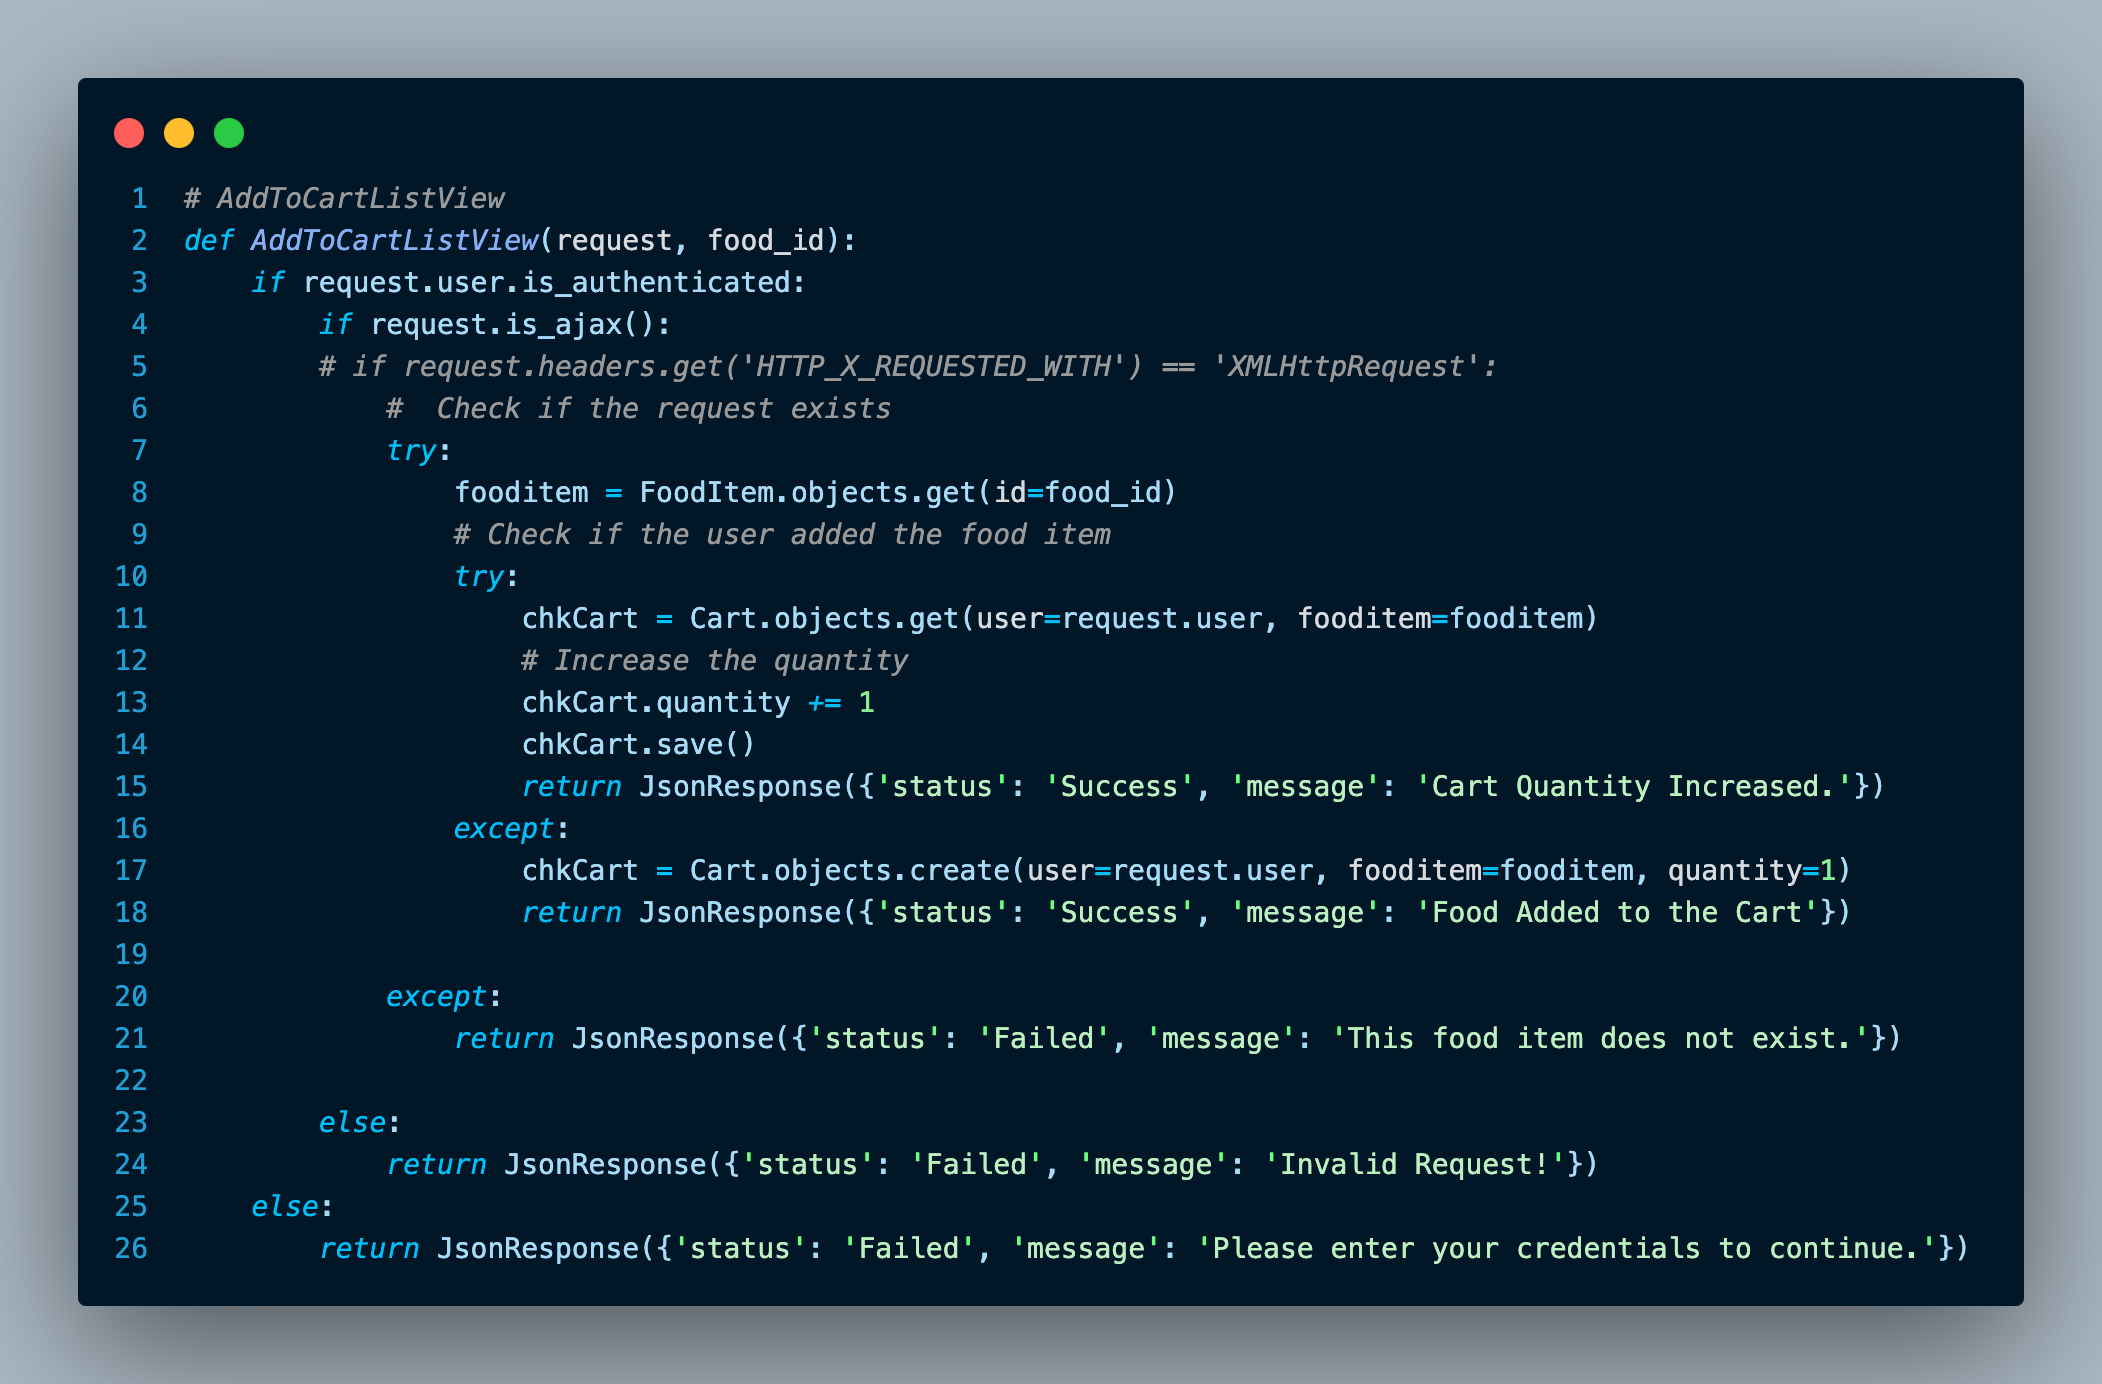 1 # AddToCartListView
2 def AddToCartListView(request, food_id):
3     if request.user.is_authenticated:
4         if request.is_ajax():
5         # if request.headers.get('HTTP_X_REQUESTED_WITH') == 'XMLHttpRequest':
6             #  Check if the request exists
7             try:
8                 fooditem = FoodItem.objects.get(id=food_id)
9                 # Check if the user added the food item
10                 try:
11                     chkCart = Cart.objects.get(user=request.user, fooditem=fooditem)
12                     # Increase the quantity
13                     chkCart.quantity += 1
14                     chkCart.save()
15                     return JsonResponse({'status': 'Success', 'message': 'Cart Quantity Increased.'})
16                 except:
17                     chkCart = Cart.objects.create(user=request.user, fooditem=fooditem, quantity=1)
18                     return JsonResponse({'status': 'Success', 'message': 'Food Added to the Cart'})
19
20             except:
21                 return JsonResponse({'status': 'Failed', 'message': 'This food item does not exist.'})
22
23         else:
24             return JsonResponse({'status': 'Failed', 'message': 'Invalid Request!'})
25     else:
26         return JsonResponse({'status': 'Failed', 'message': 'Please enter your credentials to continue.'})